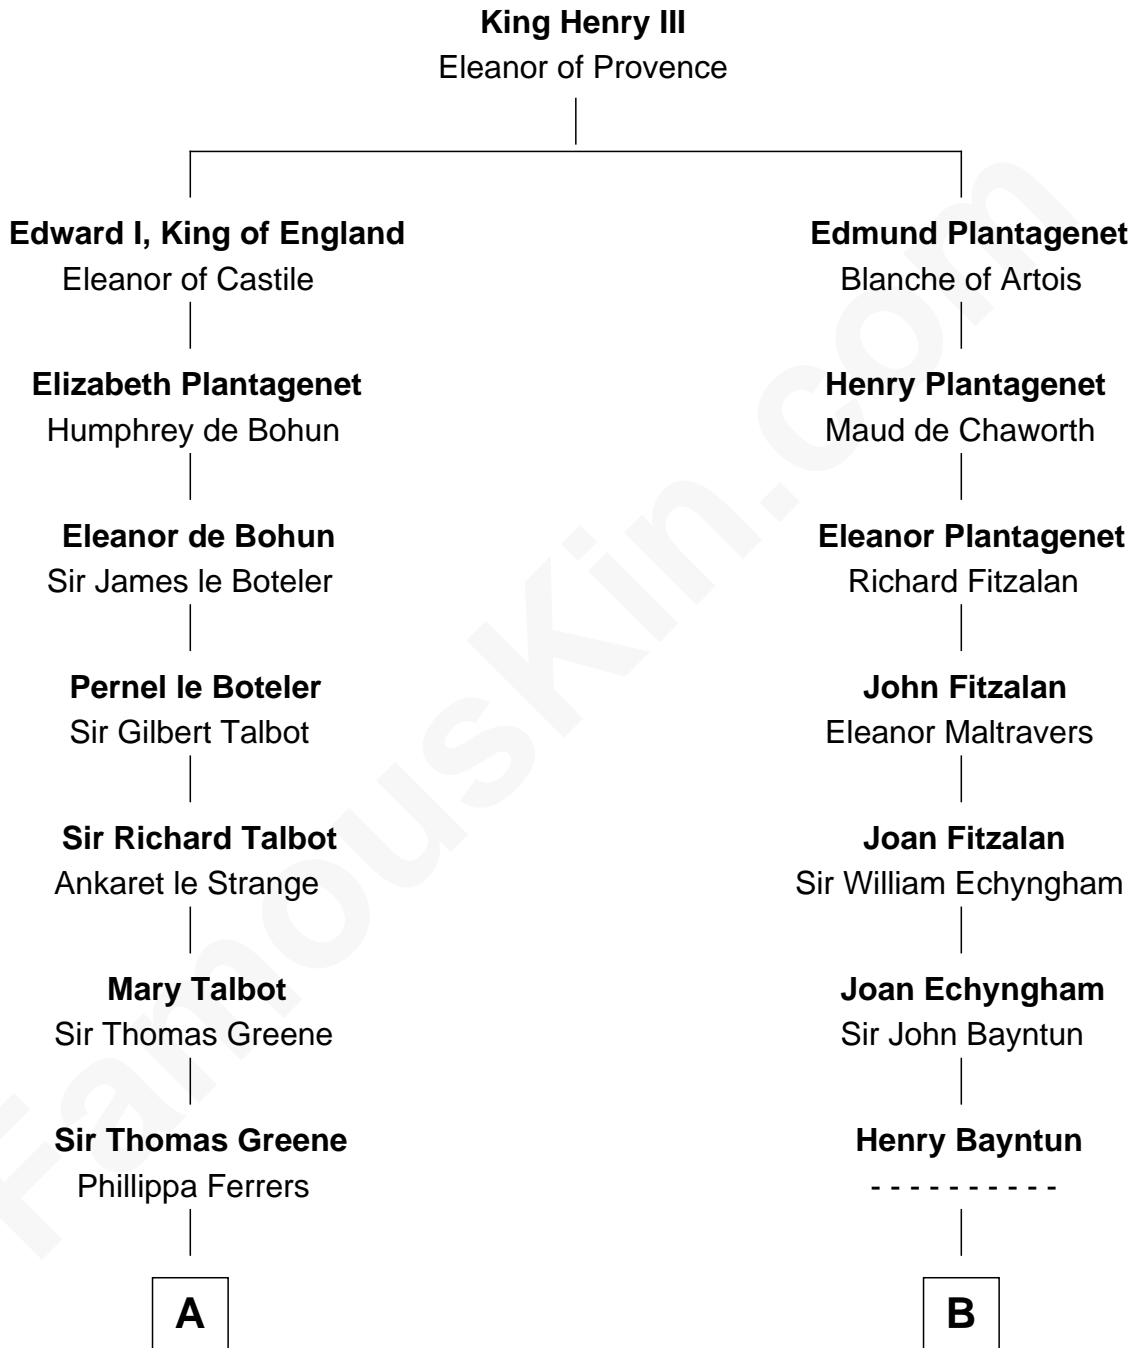 King Henry III
Eleanor of Provence
Edward I, King of England
Eleanor of Castile
Edmund Plantagenet
Blanche of Artois
Elizabeth Plantagenet
Humphrey de Bohun
Henry Plantagenet
Maud de Chaworth
Eleanor de Bohun
Sir James le Boteler
Eleanor Plantagenet
Richard Fitzalan
Pernel le Boteler
Sir Gilbert Talbot
John Fitzalan
Eleanor Maltravers
Sir Richard Talbot
Ankaret le Strange
Joan Fitzalan
Sir William Echyngham
Mary Talbot
Sir Thomas Greene
Joan Echyngham
Sir John Bayntun
Sir Thomas Greene
Phillippa Ferrers
Henry Bayntun
- - - - - - - - - -
A
B
FamousKin.com